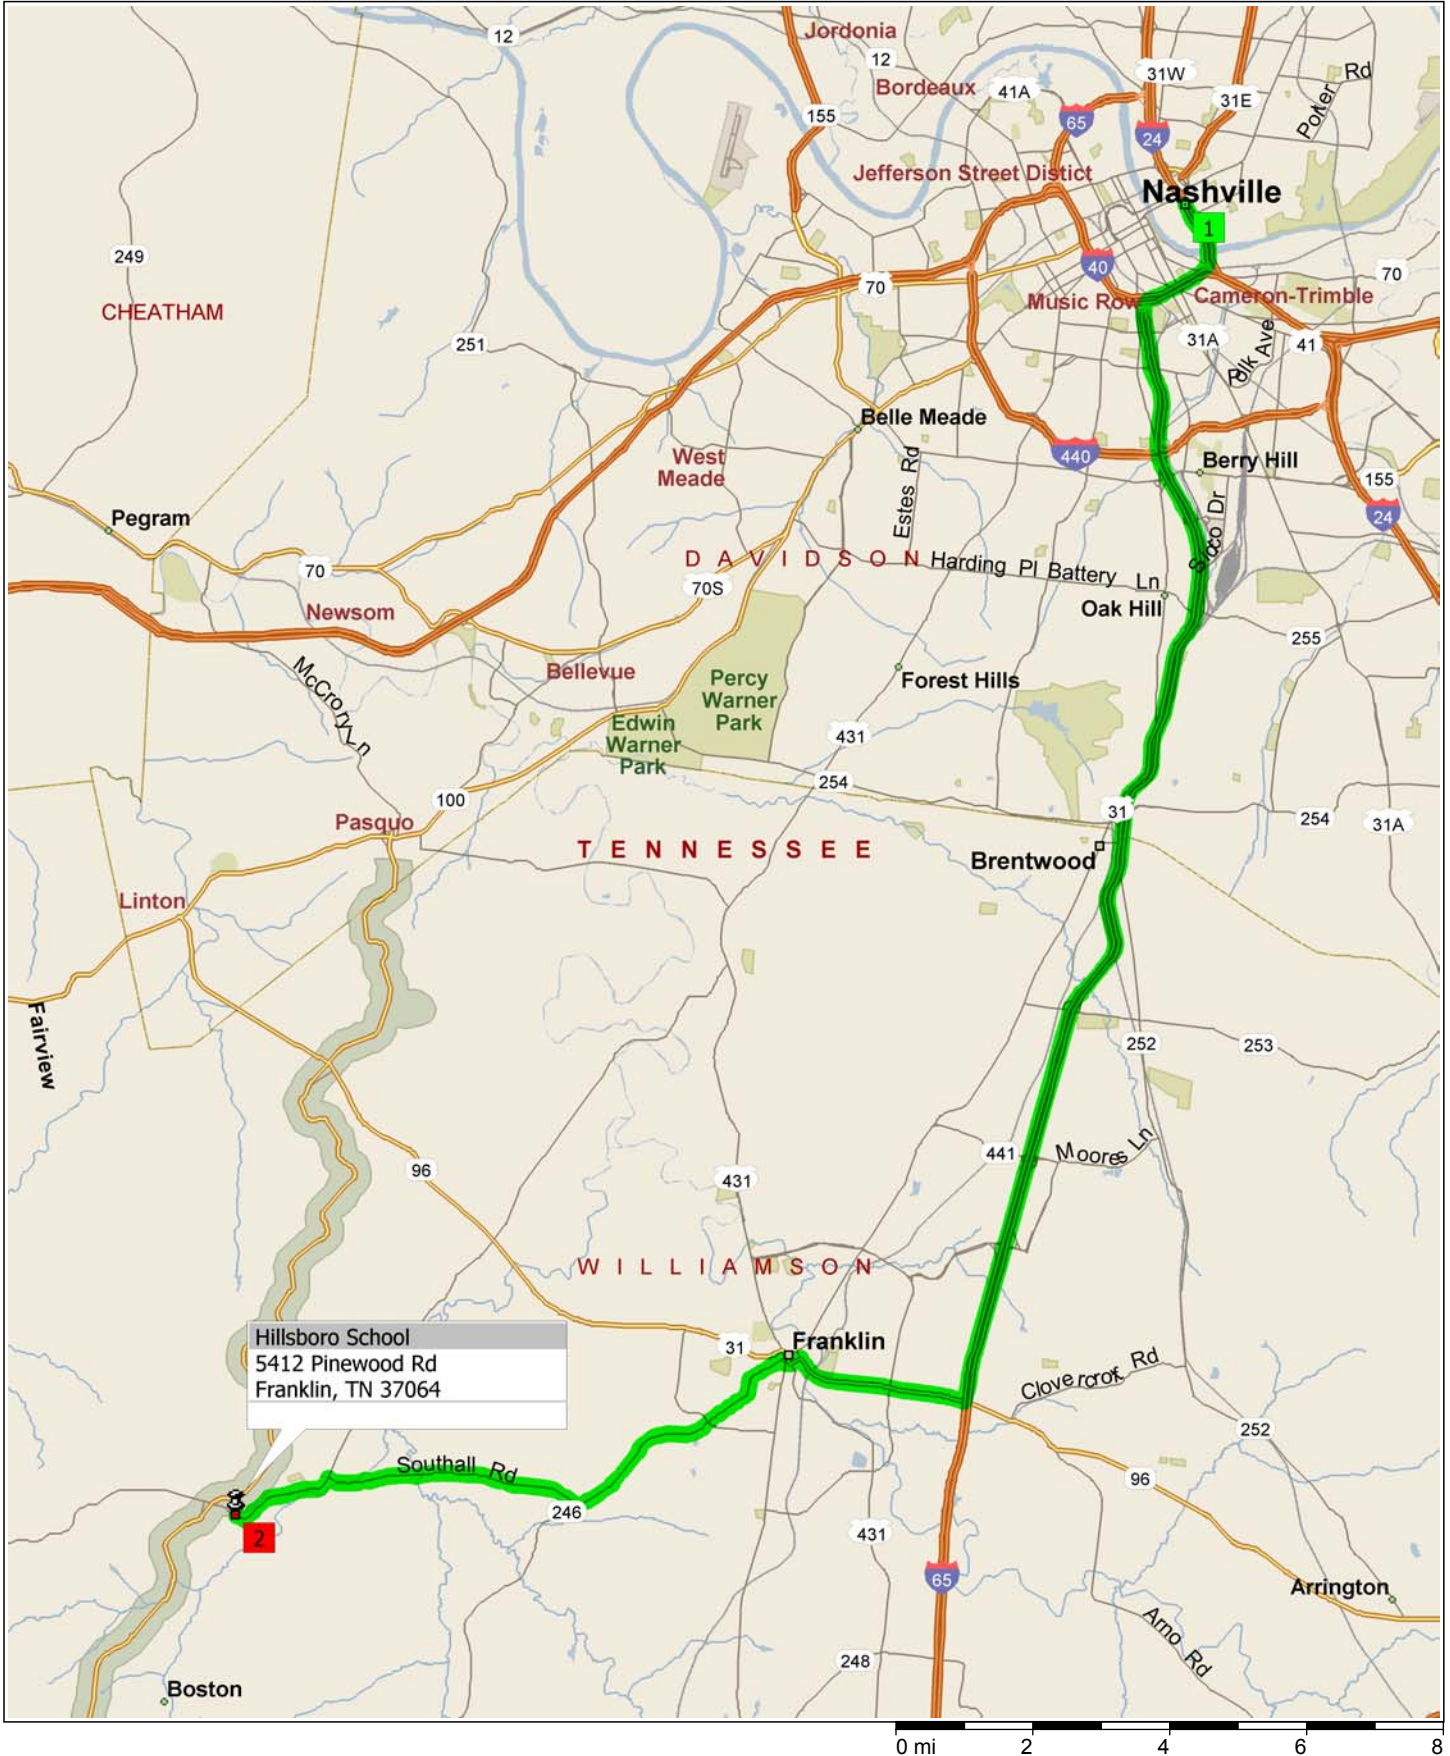 Jordonia
12
12
Bordeaux
41A
31W
31E
Potter Rd
155
65
24
Jefferson Street Distict
Nashville
1
249
CHEATHAM
40
70
70
Music Row
Cameron-Trimble
251
31A
Polk Ave
41
Belle Meade
440
Berry Hill
West
Meade
Estes Rd
155
24
Pegram
70
DAVIDSON
Harding Pl Battery Ln
Sidco Dr
70S
Oak Hill
Newsom
255
McCrory Ln
Bellevue
Forest Hills
Percy
Warner
Park
Edwin
Warner
Park
431
254
100
31
254
31A
Pasquo
TENNESSEE
Brentwood
Linton
Fairview
252
253
441
Moores Ln
96
431
WILLIAMSON
Hillsboro School
5412 Pinewood Rd
Franklin, TN 37064
31
Franklin
Clovercroft Rd
252
Southall Rd
96
246
2
431
65
Arrington
Arno Rd
248
Boston
0 mi 2 4 6 8